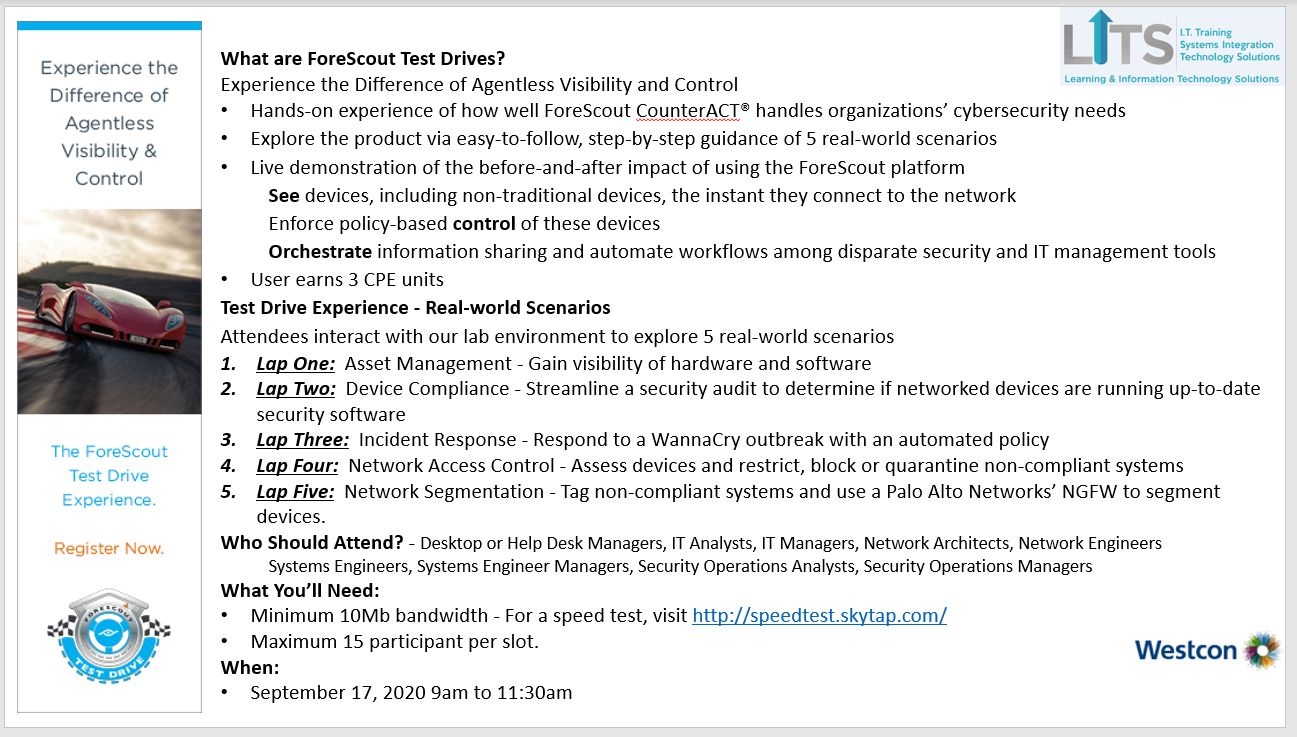 Experience the
Difference of
Agentless
Visibility &
Control
The ForeScout
Test Drive
Experience.
Register Now.
FORESCOUT
TEST DRIVE
What are ForeScout Test Drives?
Experience the Difference of Agentless Visibility and Control
• Hands-on experience of how well ForeScout CounterACT® handles organizations’ cybersecurity needs
• Explore the product via easy-to-follow, step-by-step guidance of 5 real-world scenarios
• Live demonstration of the before-and-after impact of using the ForeScout platform
See devices, including non-traditional devices, the instant they connect to the network
Enforce policy-based control of these devices
Orchestrate information sharing and automate workflows among disparate security and IT management tools
• User earns 3 CPE units
Test Drive Experience - Real-world Scenarios
Attendees interact with our lab environment to explore 5 real-world scenarios
1. Lap One: Asset Management - Gain visibility of hardware and software
2. Lap Two: Device Compliance - Streamline a security audit to determine if networked devices are running up-to-date
security software
3. Lap Three: Incident Response - Respond to a WannaCry outbreak with an automated policy
4. Lap Four: Network Access Control - Assess devices and restrict, block or quarantine non-compliant systems
5. Lap Five: Network Segmentation - Tag non-compliant systems and use a Palo Alto Networks’ NGFW to segment
devices.
Who Should Attend? - Desktop or Help Desk Managers, IT Analysts, IT Managers, Network Architects, Network Engineers
Systems Engineers, Systems Engineer Managers, Security Operations Analysts, Security Operations Managers
What You’ll Need:
• Minimum 10Mb bandwidth - For a speed test, visit http://speedtest.skytap.com/
• Maximum 15 participant per slot.
When:
• September 17, 2020 9am to 11:30am
LITS
I.T. Training
Systems Integration
Technology Solutions
Learning & Information Technology Solutions
Westcon